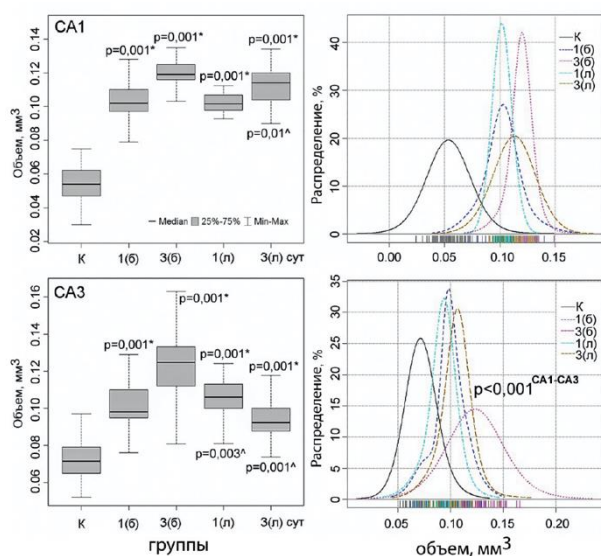 CA1
Объем, мм³
0.14
0.12
0.10
0.08
0.06
0.04
0.02
p=0,001*
p=0,001*
p=0,001*
p=0,001*
p=0,01^
Median 25%-75% Min-Max
К 1(б) 3(б) 1(л) 3(л) сут
Распределение, %
40
30
20
10
0
К
1(б)
3(б)
1(л)
3(л)
0.00 0.05 0.10 0.15
CA3
Объем, мм³
0.16
0.14
0.12
0.10
0.08
0.06
p=0,001*
p=0,001*
p=0,001*
p=0,001*
p=0,003^
p=0,001^
К 1(б) 3(б) 1(л) 3(л) сут
группы
Распределение, %
35
30
25
20
15
10
5
0
К
1(б)
3(б)
1(л)
3(л)
p<0,001 CA1-CA3
0.05 0.10 0.20
объем, мм³